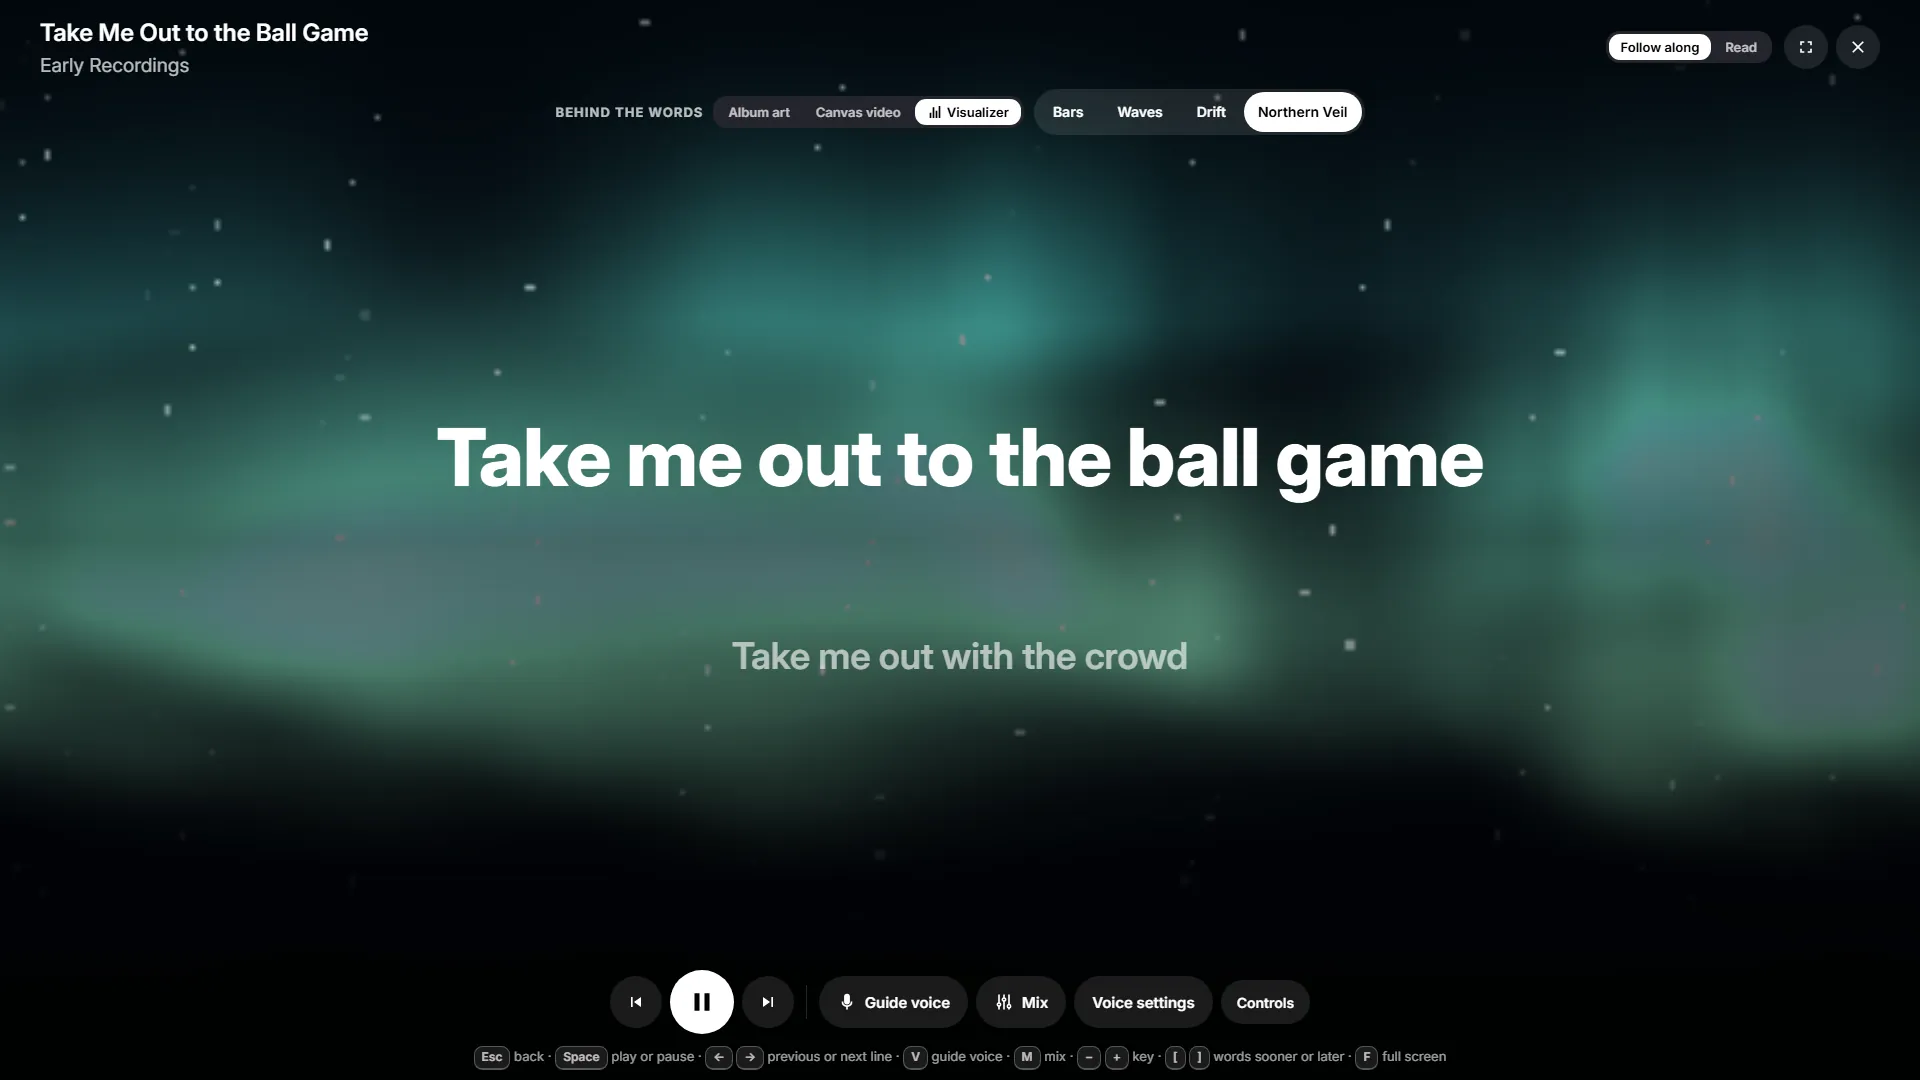 Take Me Out to the Ball Game
Early Recordings
Follow along Read
BEHIND THE WORDS Album art Canvas video Visualizer Bars Waves Drift Northern Veil
Take me out to the ball game
Take me out with the crowd
Guide voice Mix Voice settings Controls
Esc back · Space play or pause · ← → previous or next line · V guide voice · M mix · − + key · [ ] words sooner or later · F full screen